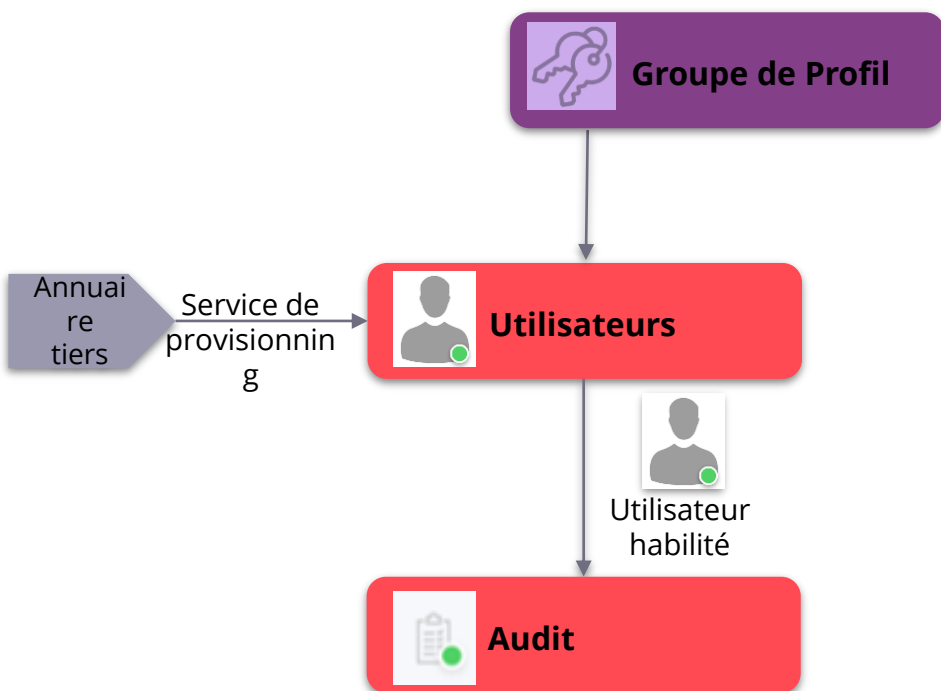 Groupe de Profil
Annuai
re
tiers
Service de
provisionnin
g
Utilisateurs
Utilisateur
habilité
Audit